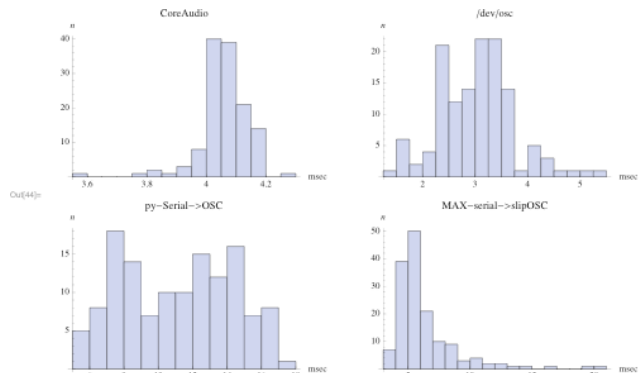 CoreAudio
n
40
30
20
10
3.6 3.8 4 4.2 msec
/dev/osc
n
20
15
10
5
2 3 4 5 msec
Out[44]=
py-Serial->OSC
n
15
10
5
msec
MAX-serial->slipOSC
n
50
40
30
20
10
msec